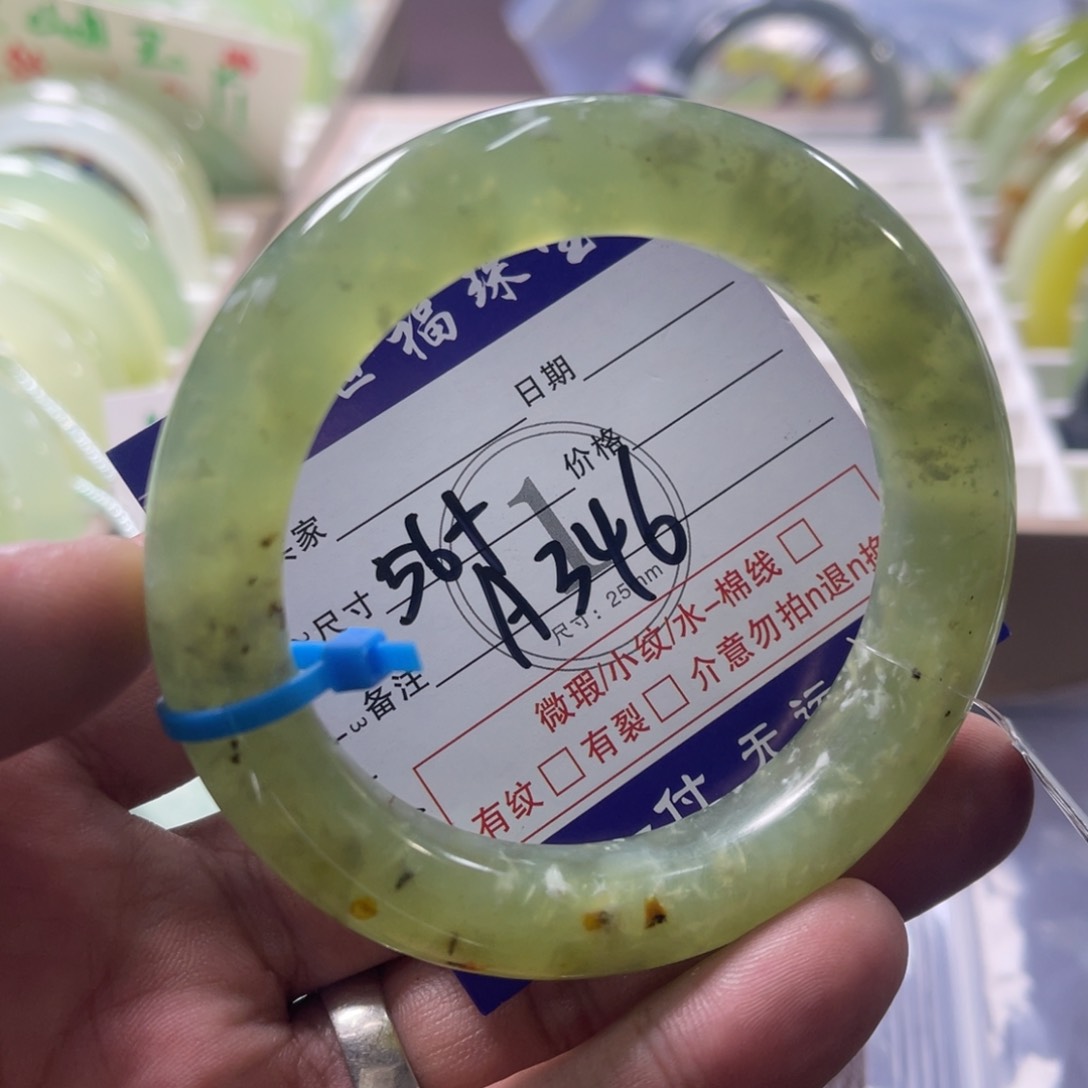 福珠宝
日期
价格
家
尺寸 56+
A346
1
尺寸：25mm
备注
微瑕/小纹/水-棉线□
有纹□有裂□介意勿拍n退n换
付无运